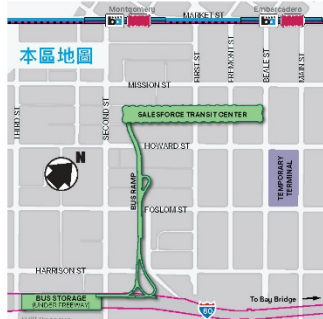 Montgomery
Embarcadero
MARKET ST
本區地圖
MISSION ST
THIRD ST
SECOND ST
FIRST ST
FREMONT ST
BEALE ST
MAIN ST
SALESFORCE TRANSIT CENTER
HOWARD ST
N
BUS RAMP
TEMPORARY
TERMINAL
FOSLOM ST
HARRISON ST
BUS STORAGE
(UNDER FREEWAY)
80
To Bay Bridge